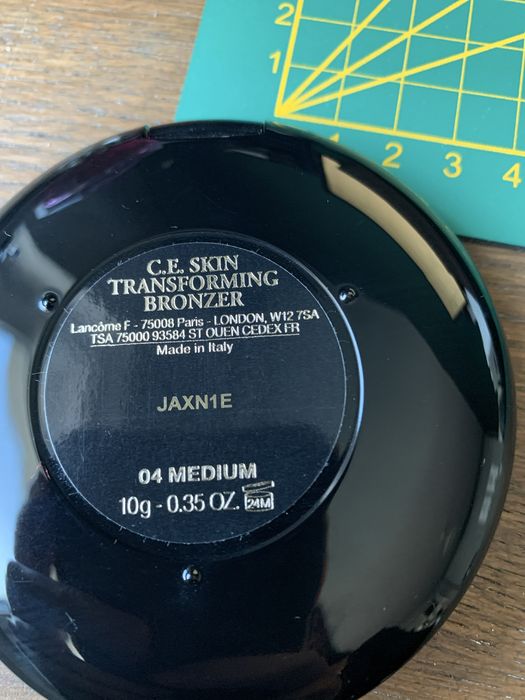 2
1
1 2 3 4
C.E. SKIN
TRANSFORMING
BRONZER
Lancôme F - 75008 Paris - LONDON, W12 7SA
TSA 75000 93584 ST OUEN CEDEX FR
Made in Italy
JAXN1E
04 MEDIUM
10g - 0.35 OZ. 24M